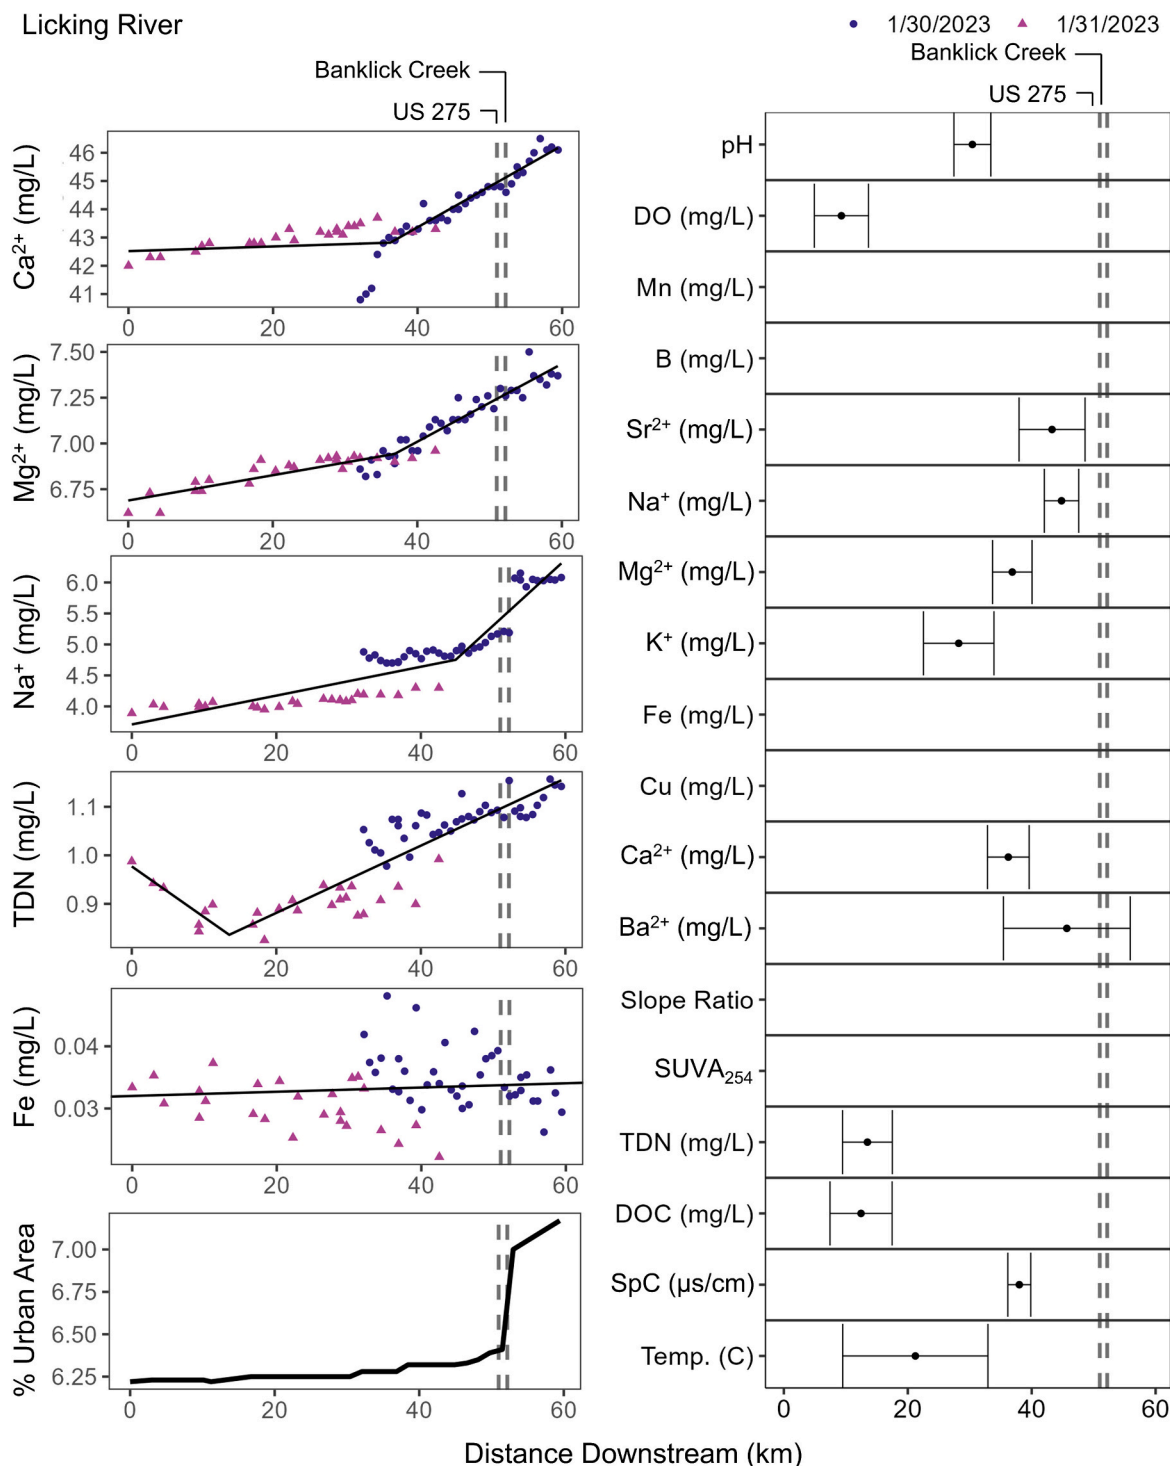 Licking River
1/30/2023
1/31/2023
Banklick Creek
US 275
Banklick Creek
US 275
Ca²⁺ (mg/L)
46
45
44
43
42
41
0
20
40
60
Mg²⁺ (mg/L)
7.50
7.25
7.00
6.75
0
20
40
60
Na⁺ (mg/L)
6.0
5.5
5.0
4.5
4.0
0
20
40
60
TDN (mg/L)
1.1
1.0
0.9
0
20
40
60
Fe (mg/L)
0.04
0.03
0
20
40
60
% Urban Area
7.00
6.75
6.50
6.25
0
20
40
60
pH
DO (mg/L)
Mn (mg/L)
B (mg/L)
Sr²⁺ (mg/L)
Na⁺ (mg/L)
Mg²⁺ (mg/L)
K⁺ (mg/L)
Fe (mg/L)
Cu (mg/L)
Ca²⁺ (mg/L)
Ba²⁺ (mg/L)
Slope Ratio
SUVA₂₅₄
TDN (mg/L)
DOC (mg/L)
SpC (µs/cm)
Temp. (C)
0
20
40
60
Distance Downstream (km)